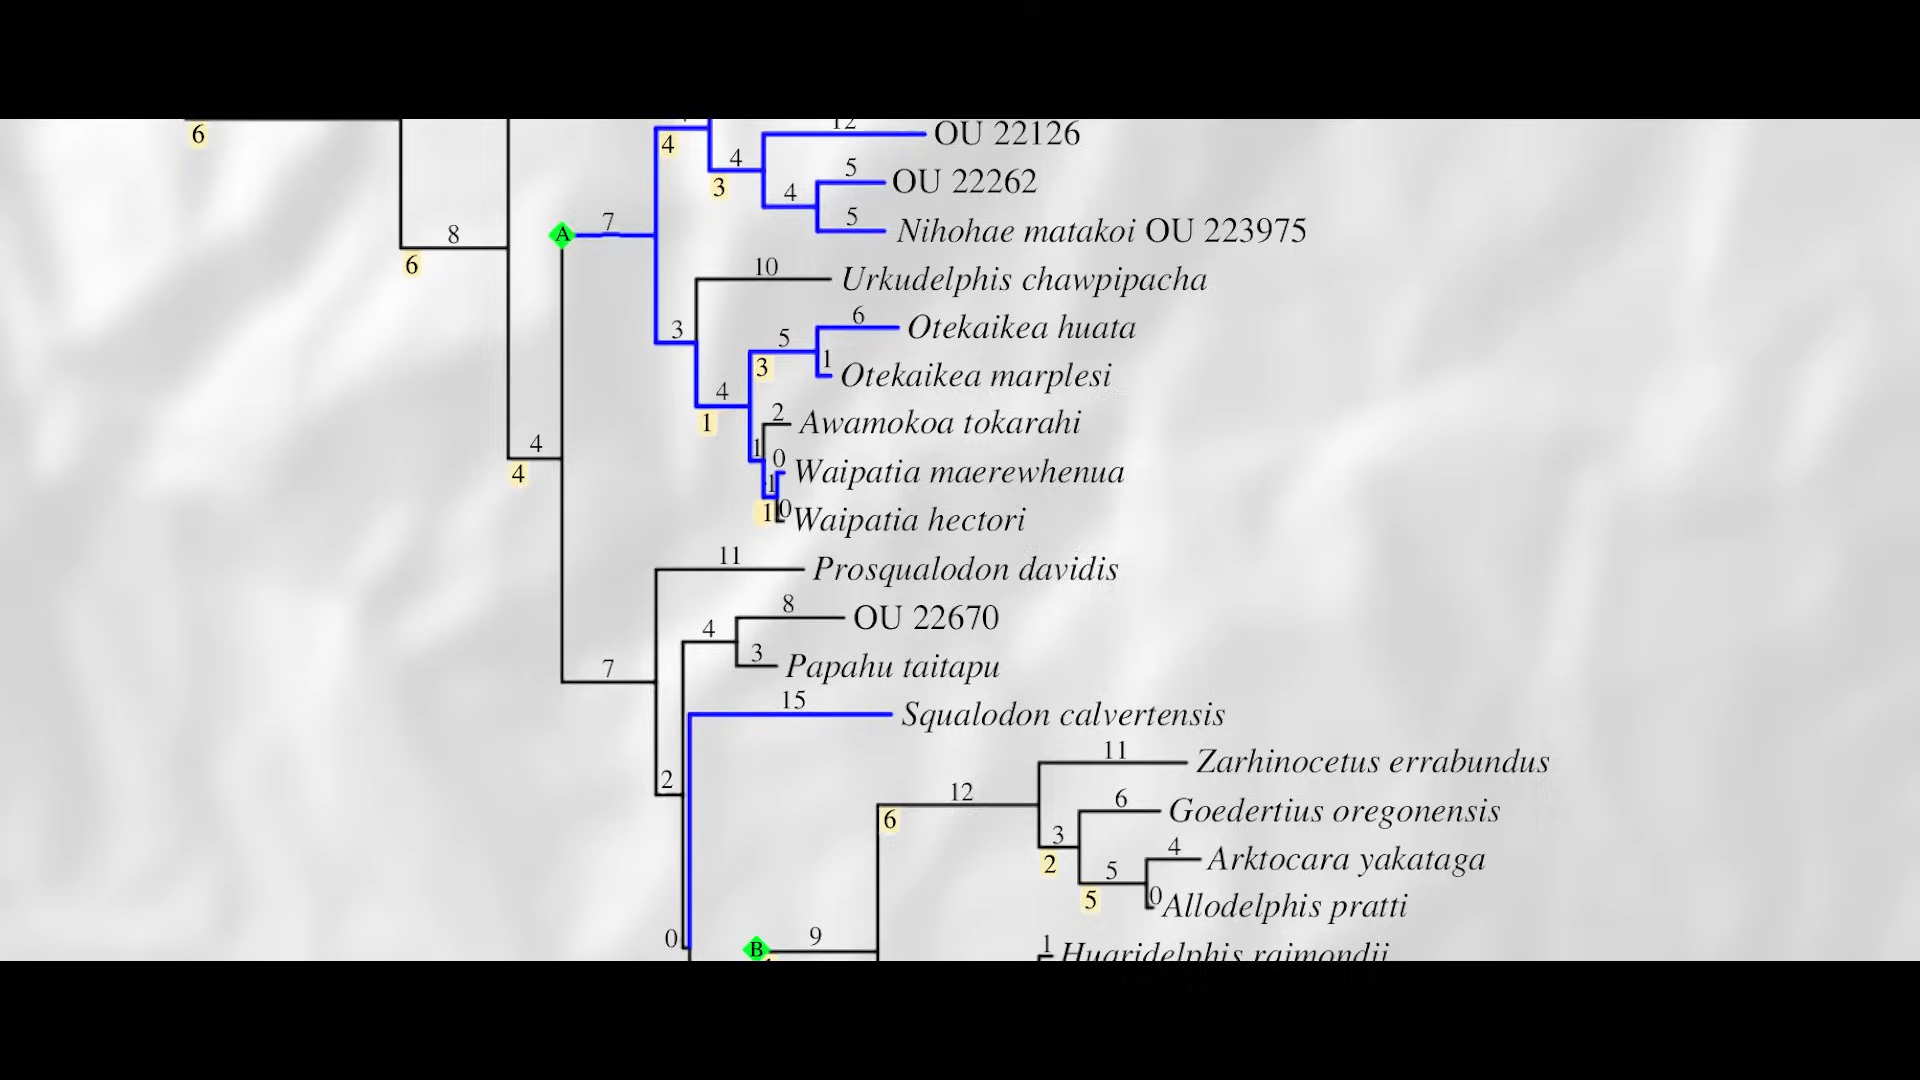 12
OU 22126
6
4
4
5
OU 22262
3
4
7
5
Nihohae matakoi OU 223975
8
A
6
10
Urkudelphis chawpipacha
3
6
Otekaikea huata
5
3
1
Otekaikea marplesi
4
1
2
Awamokoa tokarahi
4
4
1
0
Waipatia maerewhenua
1
1
0
Waipatia hectori
11
Prosqualodon davidis
8
OU 22670
4
3
Papahu taitapu
7
15
Squalodon calvertensis
11
Zarhinocetus errabundus
2
12
6
6
Goedertius oregonensis
3
2
4
Arktocara yakataga
5
5
0
Allodelphis pratti
0
B
9
1
Huaridelphis raimondii